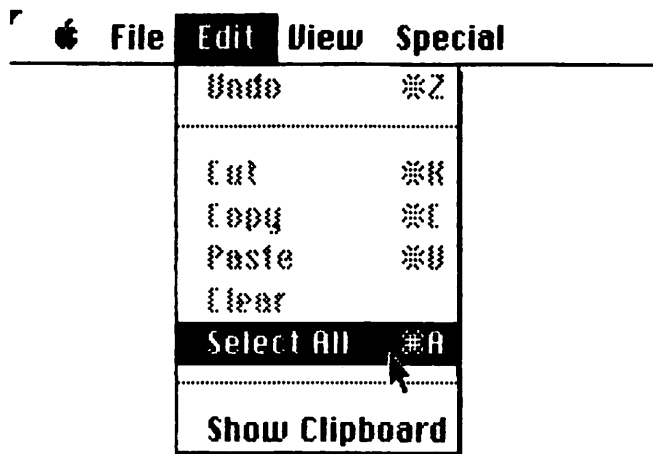 File Edit View Special
Undo ⌘Z
Cut ⌘X
Copy ⌘C
Paste ⌘V
Clear
Select All ⌘A
Show Clipboard